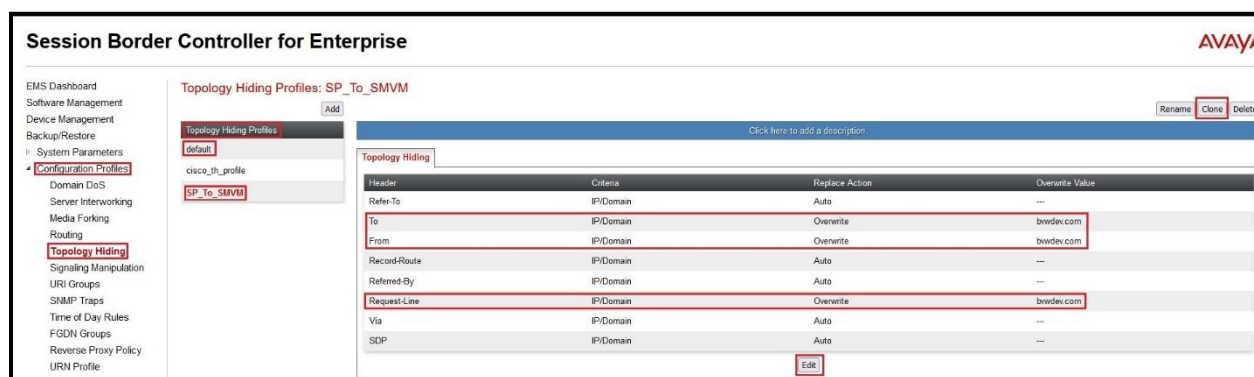 Session Border Controller for Enterprise
AVAYA
EMS Dashboard
Software Management
Device Management
Backup/Restore
System Parameters
Configuration Profiles
Domain DoS
Server Interworking
Media Forking
Routing
Topology Hiding
Signaling Manipulation
URI Groups
SNMP Traps
Time of Day Rules
FGDN Groups
Reverse Proxy Policy
URN Profile
Topology Hiding Profiles: SP_To_SMVM
Add
Rename Clone Delete
Topology Hiding Profiles
default
cisco_th_profile
SP_To_SMVM
Click here to add a description.
Topology Hiding
Header Criteria Replace Action Overwrite Value
Refer-To IP/Domain Auto ---
To IP/Domain Overwrite bvwdev.com
From IP/Domain Overwrite bvwdev.com
Record-Route IP/Domain Auto ---
Referred-By IP/Domain Auto ---
Request-Line IP/Domain Overwrite bvwdev.com
Via IP/Domain Auto ---
SDP IP/Domain Auto ---
Edit